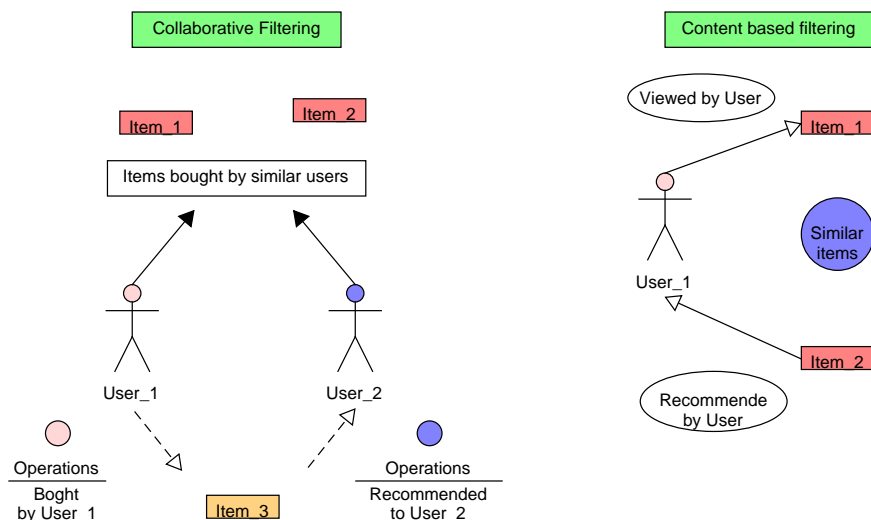 Collaborative Filtering
Item_1
Item_2
Items bought by similar users
User_1
User_2
Operations
Boght
by User_1
Item_3
Operations
Recommended
to User_2
Content based filtering
Viewed by User
Item_1
User_1
Similar
items
Item_2
Recommende
by User